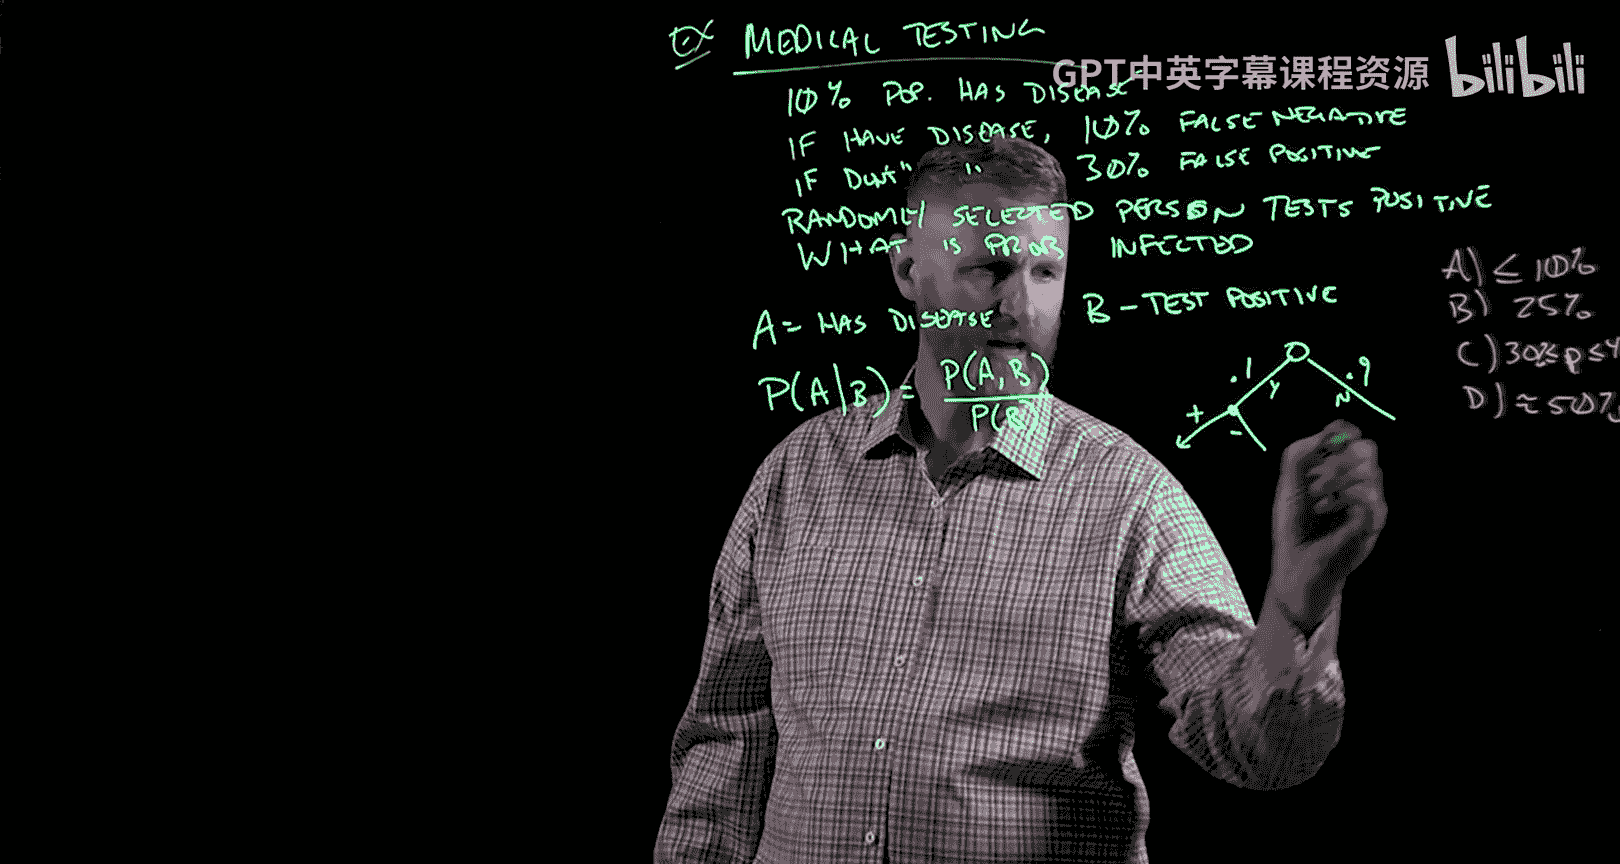 EX MEDICAL TESTING
GPT中英字幕课程资源 bilibili
10% POP. HAS DISEASE
IF HAVE DISEASE, 10% FALSE NEGATIVE
IF DON'T " 30% FALSE POSITIVE
RANDOMLY SELECTED PERSON TESTS POSITIVE
WHAT IS PROB INFECTED
A) ≤ 10%
B) 25%
C) 30% ≤ p ≤ 4
D) ≈ 50%
A = HAS DISEASE B - TEST POSITIVE
P(A|B) = P(A, B)
P(B)
.1 .9
Y N
+ -